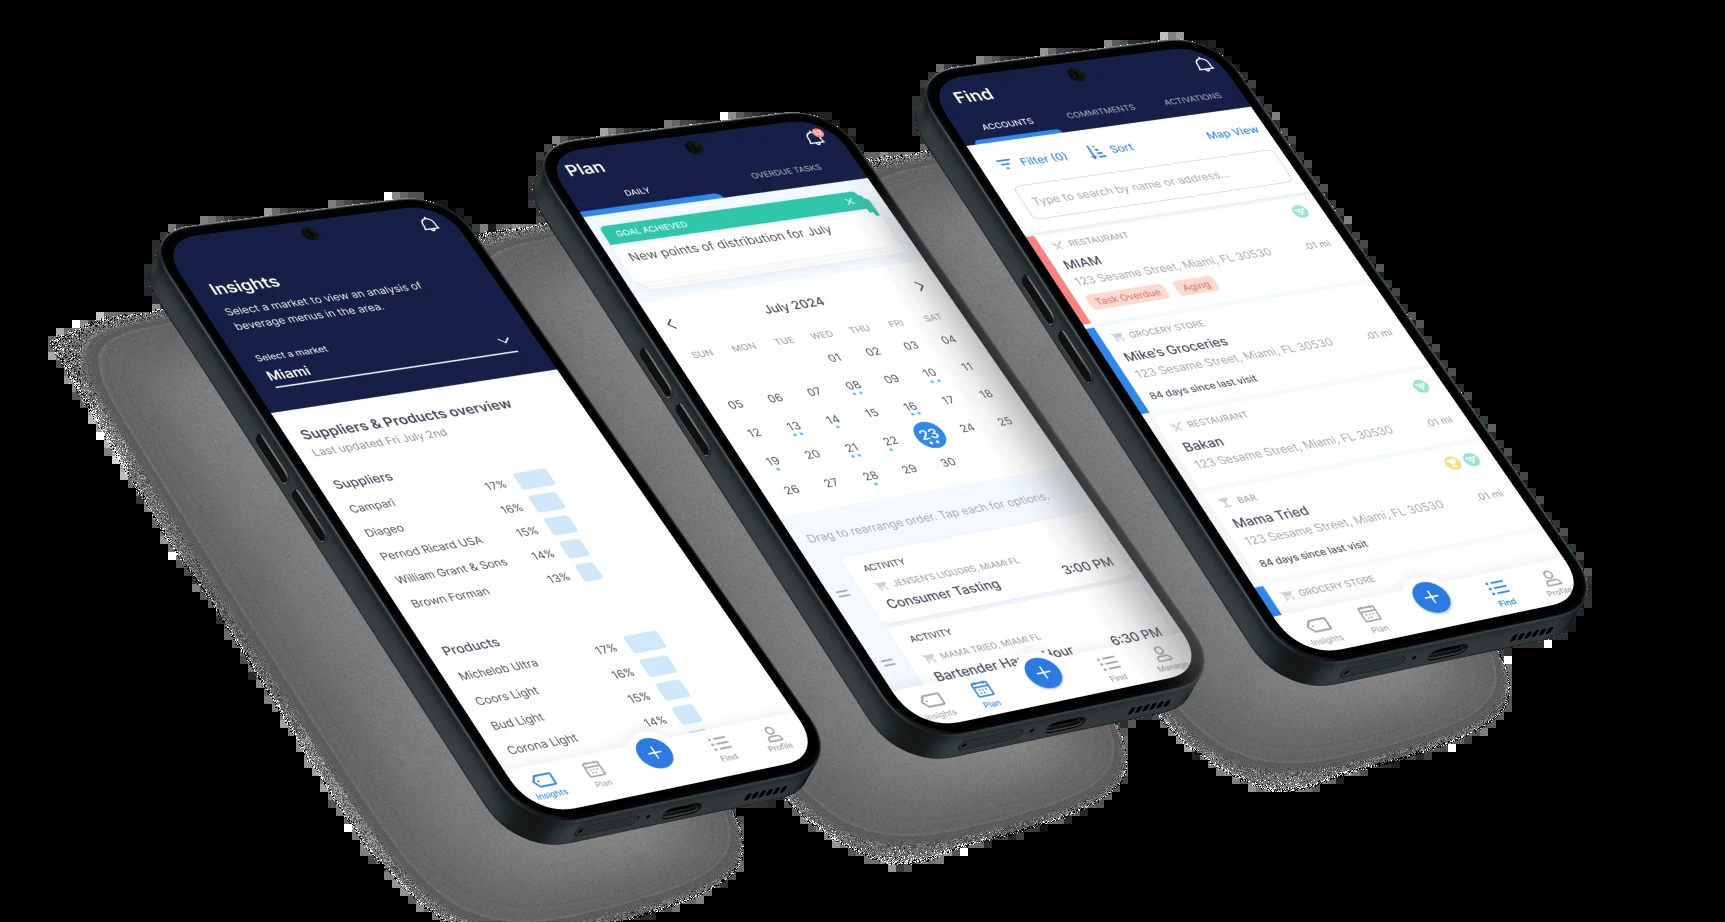 Insights
Select a market to view an analysis of
beverage menus in the area.
Select a market
Miami
Suppliers & Products overview
Last updated Fri July 2nd
Suppliers
Campari 17%
Diageo 16%
Pernod Ricard USA 15%
William Grant & Sons 14%
Brown Forman 13%
Products
Michelob Ultra 17%
Coors Light 16%
Bud Light 15%
Corona Light 14%
Insights Plan Find Profile
Plan
DAILY OVERDUE TASKS
GOAL ACHIEVED
New points of distribution for July
July 2024
SUN MON TUE WED THU FRI SAT
01 02 03 04
05 06 07 08 09 10 11
12 13 14 15 16 17 18
19 20 21 22 23 24 25
26 27 28 29 30
Drag to rearrange order. Tap each for options.
ACTIVITY
JENSEN'S LIQUORS, MIAMI FL
Consumer Tasting 3:00 PM
ACTIVITY
MAMA TRIED, MIAMI FL
Bartender Ha Hour 6:30 PM
Insights Plan Find Manage
Find
ACCOUNTS COMMITMENTS ACTIVATIONS
Filter (0) Sort Map View
Type to search by name or address...
RESTAURANT
MIAM
123 Sesame Street, Miami, FL 30530 .01 mi
Task Overdue Aging
GROCERY STORE
Mike's Groceries
123 Sesame Street, Miami, FL 30530 .01 mi
84 days since last visit
RESTAURANT
Bakan
123 Sesame Street, Miami, FL 30530 .01 mi
BAR
Mama Tried
123 Sesame Street, Miami, FL 30530 .01 mi
84 days since last visit
GROCERY STORE
Insights Plan Find Profile